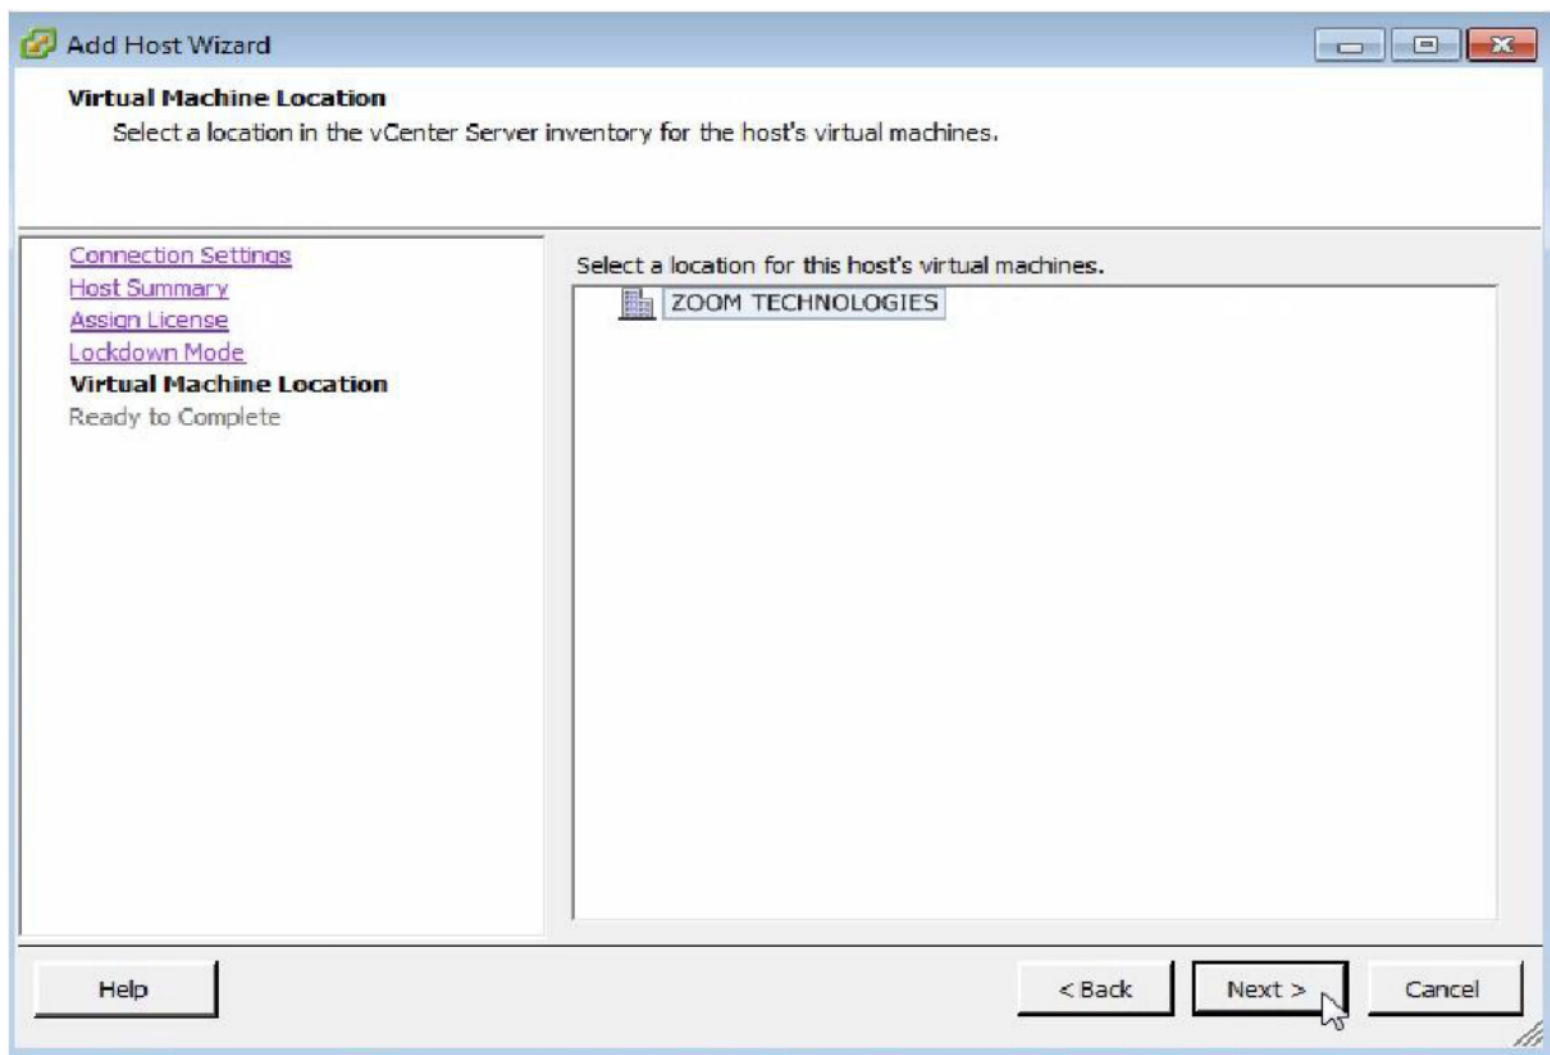 Add Host Wizard
Virtual Machine Location
Select a location in the vCenter Server inventory for the host's virtual machines.
Connection Settings
Host Summary
Assign License
Lockdown Mode
Virtual Machine Location
Ready to Complete
Select a location for this host's virtual machines.
ZOOM TECHNOLOGIES
Help
< Back
Next >
Cancel